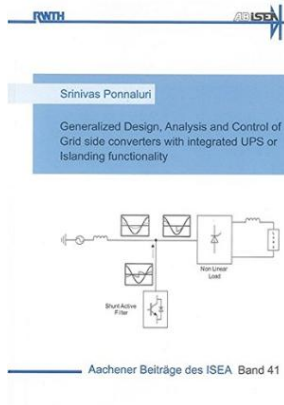 RWTH
ABISEA
Srinivas Ponnaluri
Generalized Design, Analysis and Control of
Grid side converters with integrated UPS or
Islanding functionality
Non Linear
Load
Shunt Active
Filter
Aachener Beiträge des ISEA Band 41